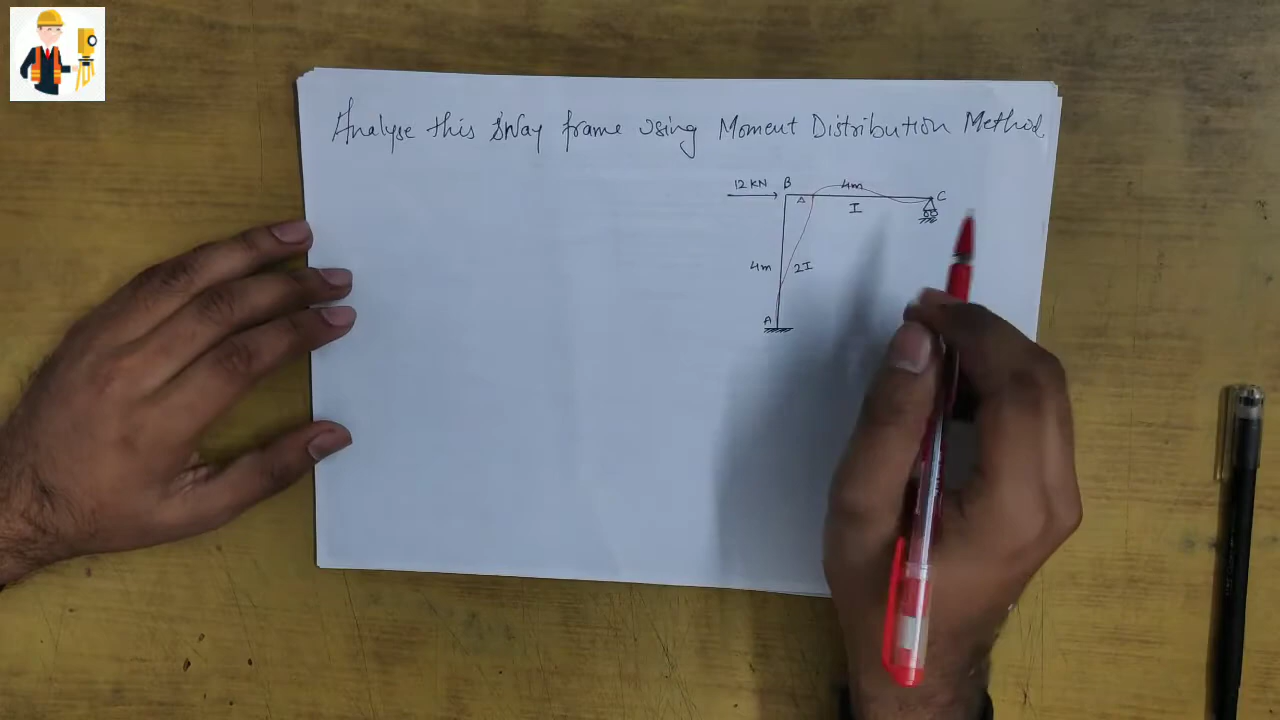 Analyse this sway frame using Moment Distribution Method.
12 KN B 4m C
Δ I
4m 2I
A